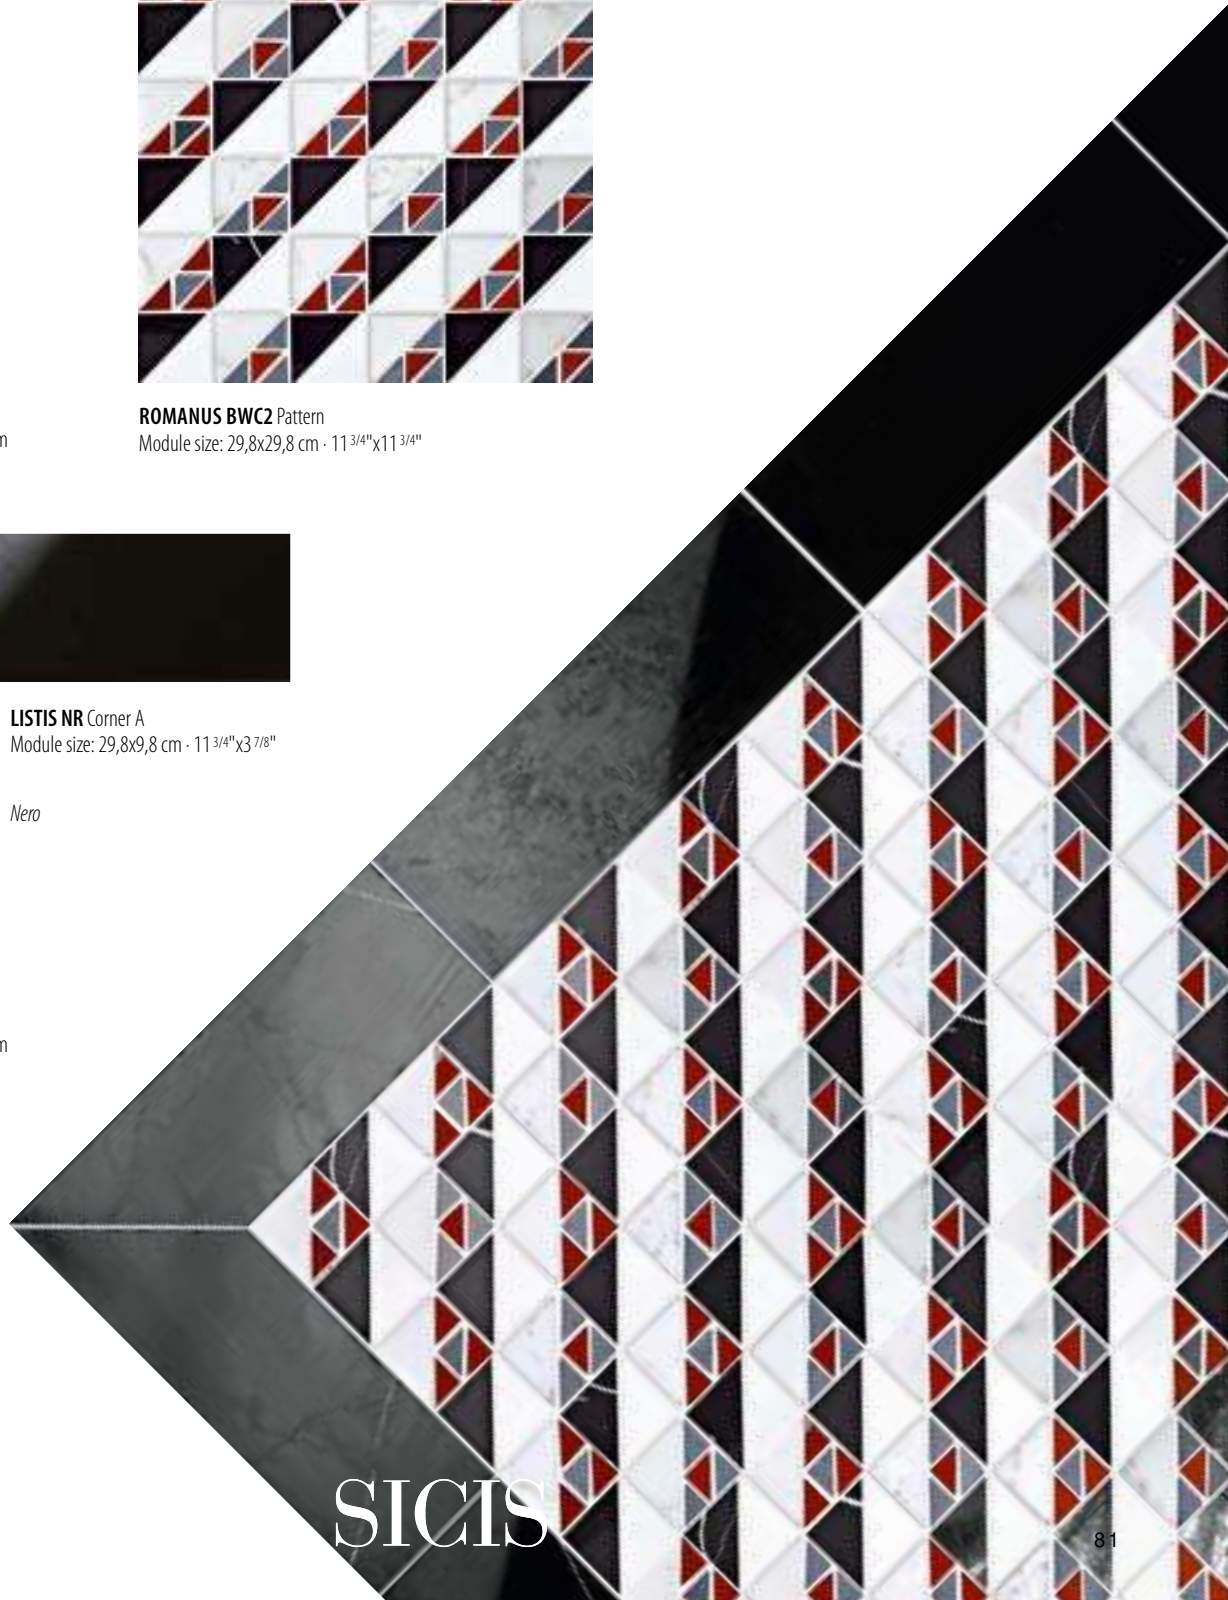 ROMANUS BWC2 Pattern
Module size: 29,8x29,8 cm · 11 3/4"x11 3/4"
m
LISTIS NR Corner A
Module size: 29,8x9,8 cm · 11 3/4"x3 7/8"
Nero
m
SICIS
81